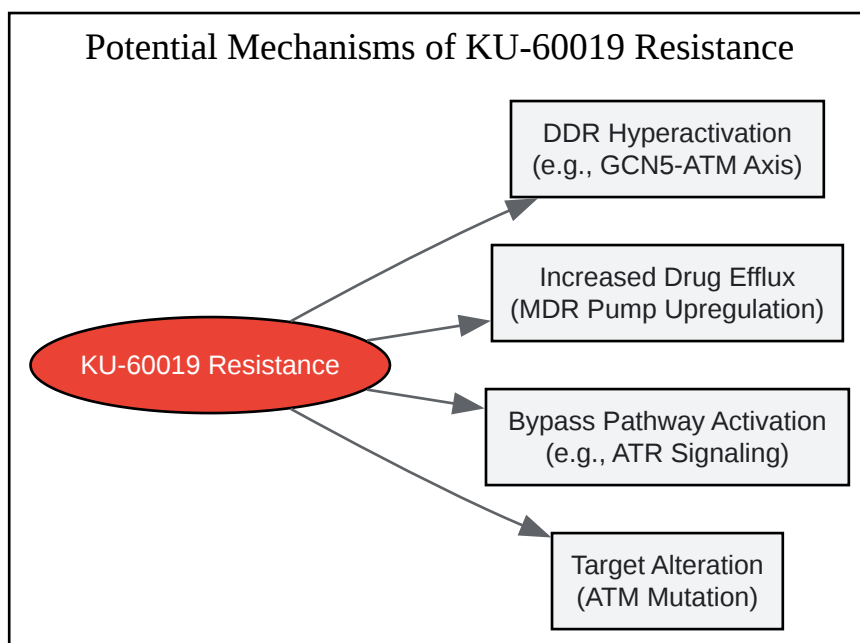 Potential Mechanisms of KU-60019 Resistance
DDR Hyperactivation
(e.g., GCN5-ATM Axis)
Increased Drug Efflux
(MDR Pump Upregulation)
KU-60019 Resistance
Bypass Pathway Activation
(e.g., ATR Signaling)
Target Alteration
(ATM Mutation)